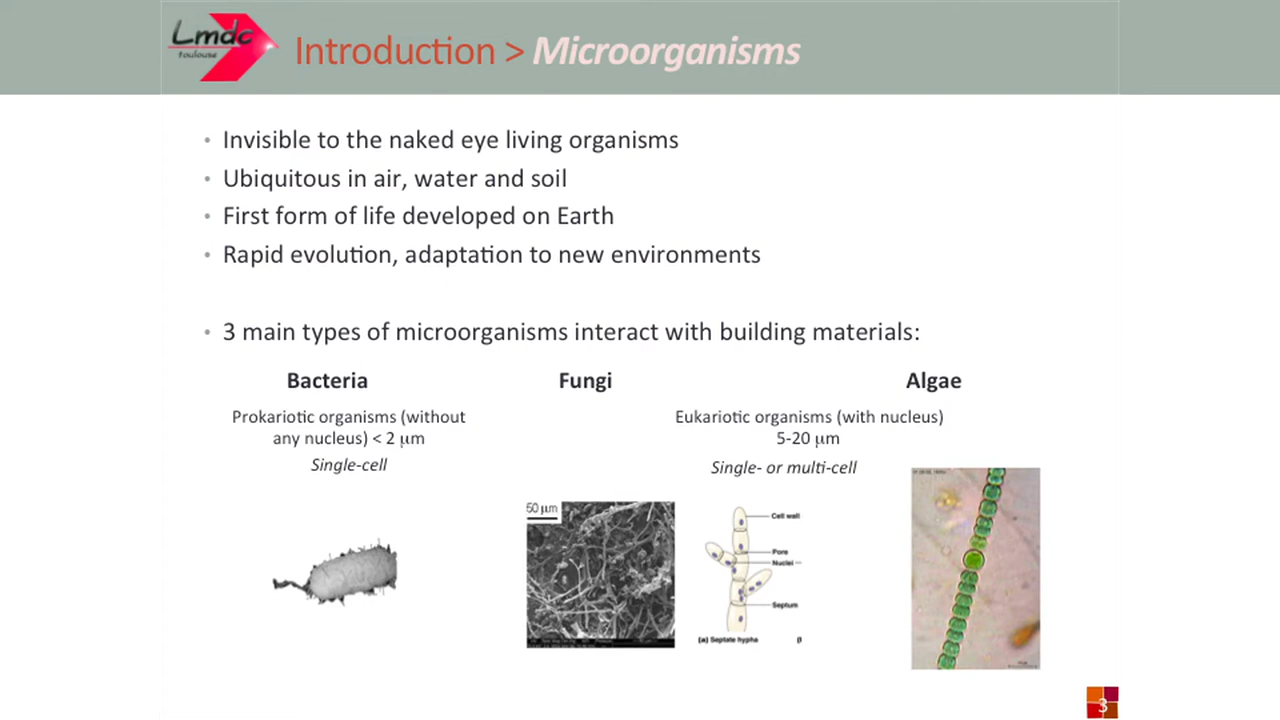 Lmdc
toulouse
Introduction > Microorganisms
• Invisible to the naked eye living organisms
• Ubiquitous in air, water and soil
• First form of life developed on Earth
• Rapid evolution, adaptation to new environments
• 3 main types of microorganisms interact with building materials:
Bacteria
Fungi
Algae
Prokariotic organisms (without
any nucleus) < 2 μm
Single-cell
Eukariotic organisms (with nucleus)
5-20 μm
Single- or multi-cell
50 μm
Cell wall
Pore
Nuclei
Septum
(a) Septate hypha
3